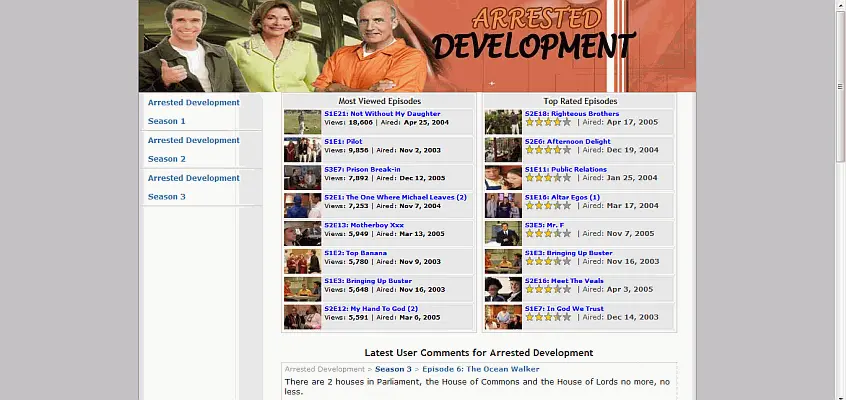 ARRESTED
DEVELOPMENT
Arrested Development
Season 1
Arrested Development
Season 2
Arrested Development
Season 3
Most Viewed Episodes
S1E21: Not Without My Daughter
Views: 18,606 | Aired: Apr 25, 2004
S1E1: Pilot
Views: 9,856 | Aired: Nov 2, 2003
S3E7: Prison Break-in
Views: 7,892 | Aired: Dec 12, 2005
S2E1: The One Where Michael Leaves (2)
Views: 7,253 | Aired: Nov 7, 2004
S2E13: Motherboy Xxx
Views: 5,949 | Aired: Mar 13, 2005
S1E2: Top Banana
Views: 5,780 | Aired: Nov 9, 2003
S1E3: Bringing Up Buster
Views: 5,648 | Aired: Nov 16, 2003
S2E12: My Hand To God (2)
Views: 5,591 | Aired: Mar 6, 2005
Top Rated Episodes
S2E18: Righteous Brothers
| Aired: Apr 17, 2005
S2E6: Afternoon Delight
| Aired: Dec 19, 2004
S1E11: Public Relations
| Aired: Jan 25, 2004
S1E16: Altar Egos (1)
| Aired: Mar 17, 2004
S3E5: Mr. F
| Aired: Nov 7, 2005
S1E3: Bringing Up Buster
| Aired: Nov 16, 2003
S2E16: Meet The Veals
| Aired: Apr 3, 2005
S1E7: In God We Trust
| Aired: Dec 14, 2003
Latest User Comments for Arrested Development
Arrested Development > Season 3 > Episode 6: The Ocean Walker
There are 2 houses in Parliament, the House of Commons and the House of Lords no more, no
less.